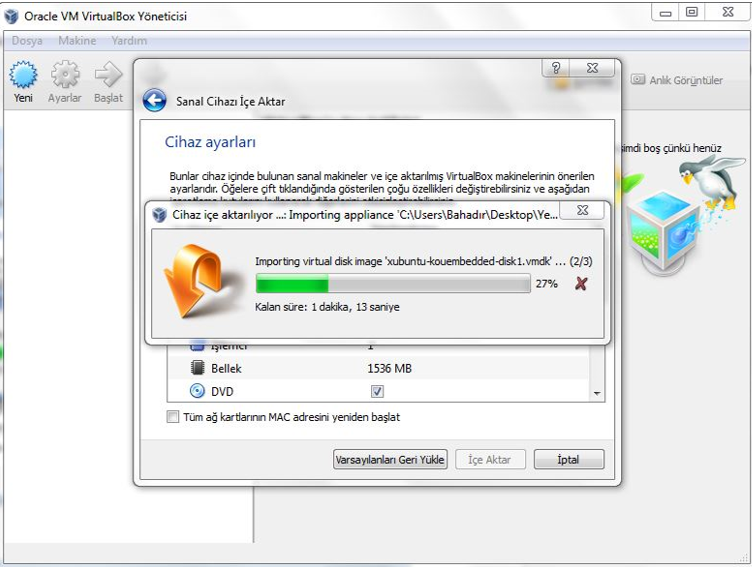 Oracle VM VirtualBox Yöneticisi
Dosya Makine Yardım
Yeni Ayarlar Başlat
Anlık Görüntüler
şimdi boş çünkü henüz
Sanal Cihazı İçe Aktar
Cihaz ayarları
Bunlar cihaz içinde bulunan sanal makineler ve içe aktarılmış VirtualBox makinelerinin önerilen
ayarlarıdır. Öğelere çift tıklandığında gösterilen çoğu özellikleri değiştirebilirsiniz ve aşağıdan
Cihaz içe aktarılıyor ...: Importing appliance 'C:\Users\Bahadır\Desktop\Ye...
Importing virtual disk image 'xubuntu-kouembedded-disk1.vmdk' ... (2/3)
27%
Kalan süre: 1 dakika, 13 saniye
İşlemci 1
Bellek 1536 MB
DVD
Tüm ağ kartlarının MAC adresini yeniden başlat
Varsayılanları Geri Yükle İçe Aktar İptal